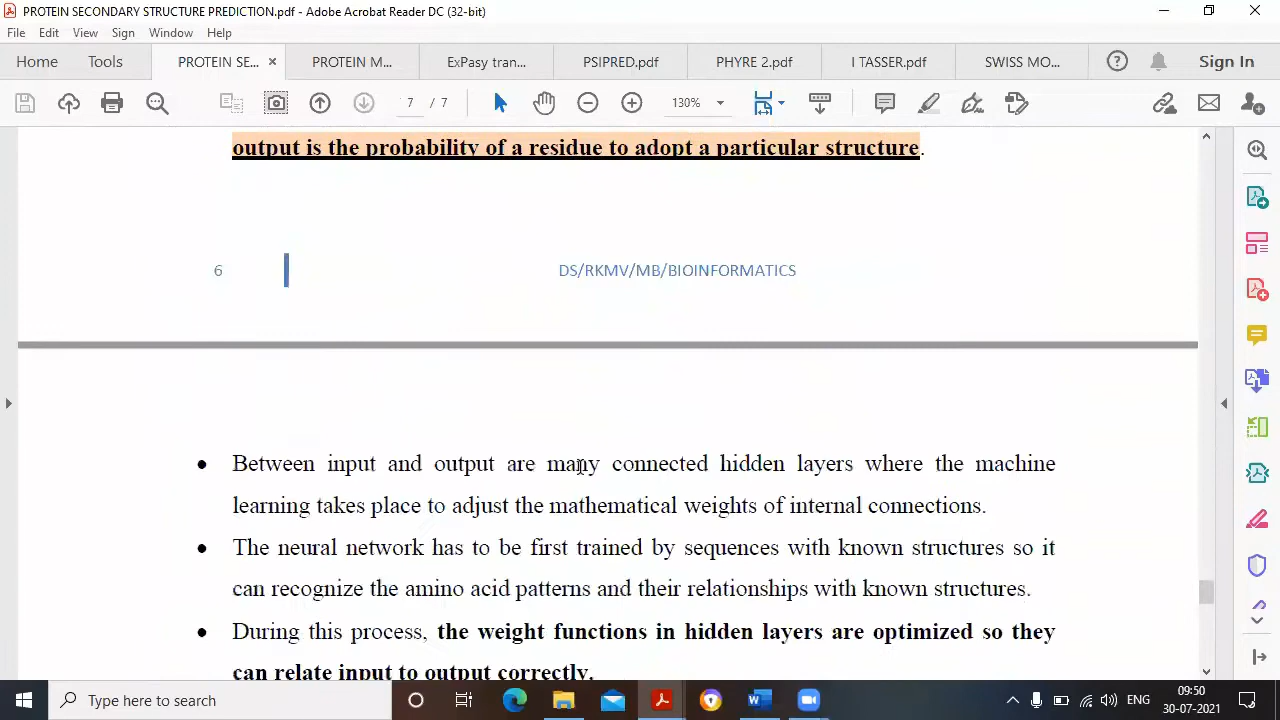 PROTEIN SECONDARY STRUCTURE PREDICTION.pdf - Adobe Acrobat Reader DC (32-bit)
File Edit View Sign Window Help
Home Tools PROTEIN SE... × PROTEIN M... ExPasy tran... PSIPRED.pdf PHYRE 2.pdf I TASSER.pdf SWISS MO... Sign In
7 / 7 130%
output is the probability of a residue to adopt a particular structure.
6 DS/RKMV/MB/BIOINFORMATICS
• Between input and output are many connected hidden layers where the machine
learning takes place to adjust the mathematical weights of internal connections.
• The neural network has to be first trained by sequences with known structures so it
can recognize the amino acid patterns and their relationships with known structures.
• During this process, the weight functions in hidden layers are optimized so they
can relate input to output correctly.
Type here to search ENG 09:50
30-07-2021